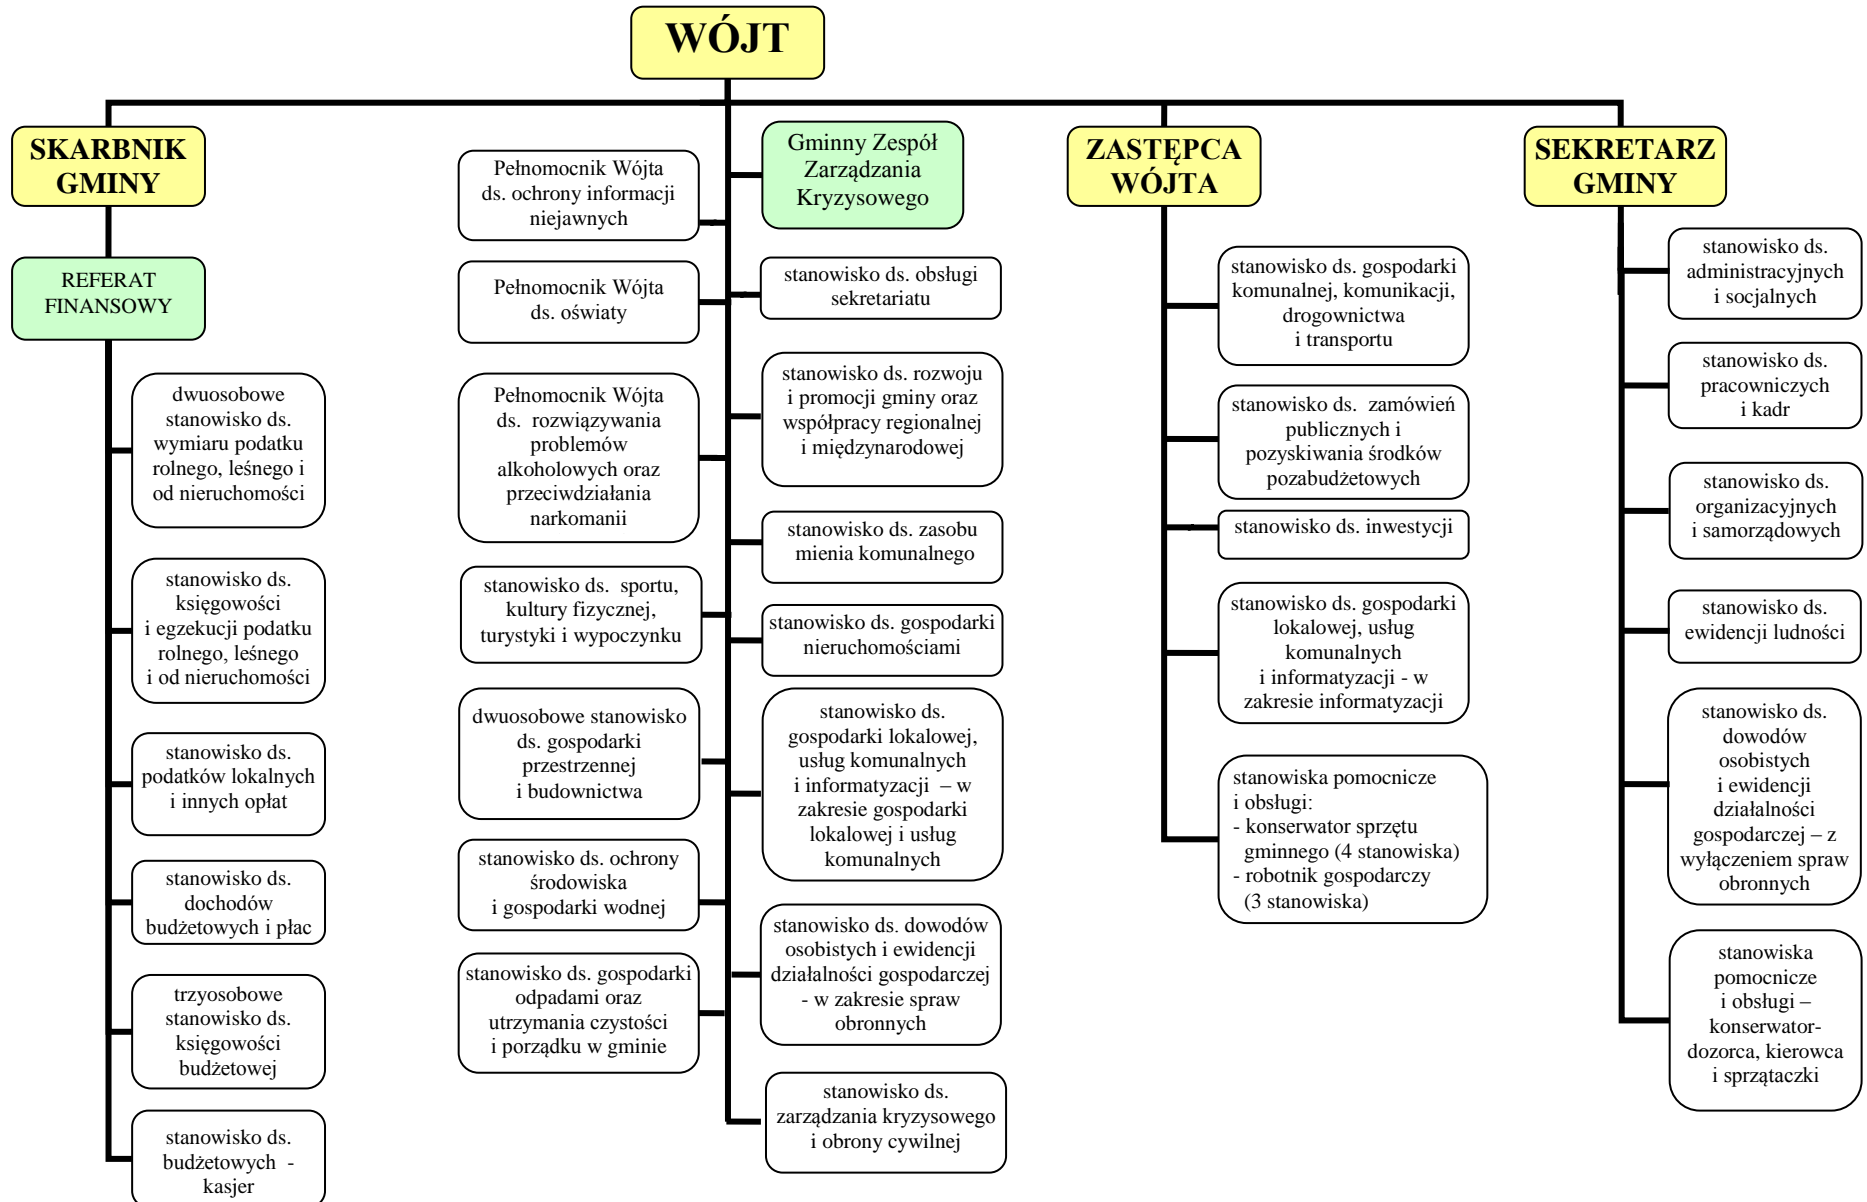 WÓJT
SKARBNIK
GMINY
REFERAT
FINANSOWY
dwuosobowe
stanowisko ds.
wymiaru podatku
rolnego, leśnego i
od nieruchomości
stanowisko ds.
księgowości
i egzekucji podatku
rolnego, leśnego
i od nieruchomości
stanowisko ds.
podatków lokalnych
i innych opłat
stanowisko ds.
dochodów
budżetowych i płac
trzyosobowe
stanowisko ds.
księgowości
budżetowej
stanowisko ds.
budżetowych -
kasjer
Pełnomocnik Wójta
ds. ochrony informacji
niejawnych
Pełnomocnik Wójta
ds. oświaty
Pełnomocnik Wójta
ds. rozwiązywania
problemów
alkoholowych oraz
przeciwdziałania
narkomanii
stanowisko ds. sportu,
kultury fizycznej,
turystyki i wypoczynku
dwuosobowe stanowisko
ds. gospodarki
przestrzennej
i budownictwa
stanowisko ds. ochrony
środowiska
i gospodarki wodnej
stanowisko ds. gospodarki
odpadami oraz
utrzymania czystości
i porządku w gminie
Gminny Zespół
Zarządzania
Kryzysowego
stanowisko ds. obsługi
sekretariatu
stanowisko ds. rozwoju
i promocji gminy oraz
współpracy regionalnej
i międzynarodowej
stanowisko ds. zasobu
mienia komunalnego
stanowisko ds. gospodarki
nieruchomościami
stanowisko ds.
gospodarki lokalowej,
usług komunalnych
i informatyzacji – w
zakresie gospodarki
lokalowej i usług
komunalnych
stanowisko ds. dowodów
osobistych i ewidencji
działalności gospodarczej
- w zakresie spraw
obronnych
stanowisko ds.
zarządzania kryzysowego
i obrony cywilnej
ZASTĘPCA
WÓJTA
stanowisko ds. gospodarki
komunalnej, komunikacji,
drogownictwa
i transportu
stanowisko ds. zamówień
publicznych i
pozyskiwania środków
pozabudżetowych
stanowisko ds. inwestycji
stanowisko ds. gospodarki
lokalowej, usług
komunalnych
i informatyzacji - w
zakresie informatyzacji
stanowiska pomocnicze
i obsługi:
- konserwator sprzętu
gminnego (4 stanowiska)
- robotnik gospodarczy
(3 stanowiska)
SEKRETARZ
GMINY
stanowisko ds.
administracyjnych
i socjalnych
stanowisko ds.
pracowniczych
i kadr
stanowisko ds.
organizacyjnych
i samorządowych
stanowisko ds.
ewidencji ludności
stanowisko ds.
dowodów
osobistych
i ewidencji
działalności
gospodarczej – z
wyłączeniem spraw
obronnych
stanowiska
pomocnicze
i obsługi –
konserwator-
dozorca, kierowca
i sprzątaczki